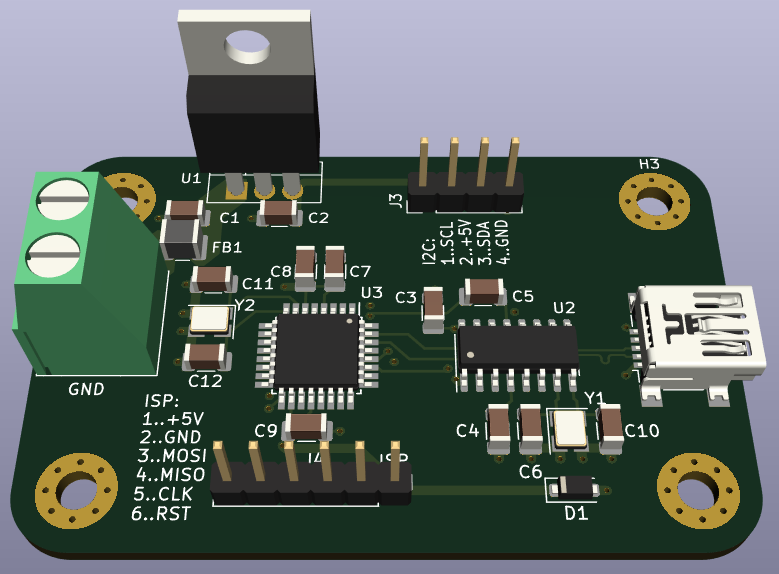 H3
U1
J3
C1
C2
FB1
I2C:
1..SCL
2..+5V
3..SDA
4..GND
C8
C7
C11
Y2
U3
C3
C5
U2
C12
GND
ISP:
1..+5V
2..GND
3..MOSI
4..MISO
5..CLK
6..RST
C9
C4
C6
Y1
C10
ISP
D1